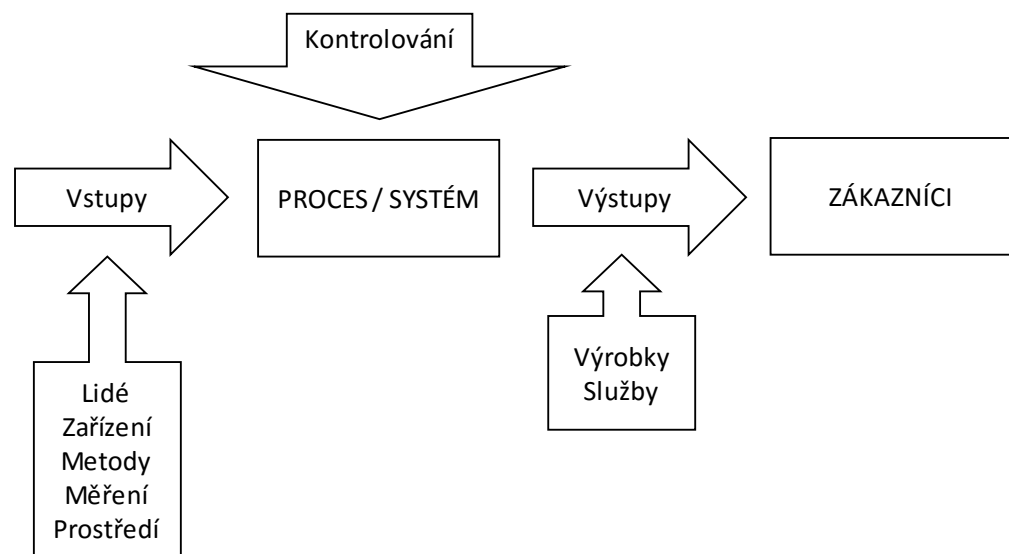 Kontrolování
Vstupy
PROCES / SYSTÉM
Výstupy
ZÁKAZNÍCI
Lidé
Zařízení
Metody
Měření
Prostředí
Výrobky
Služby